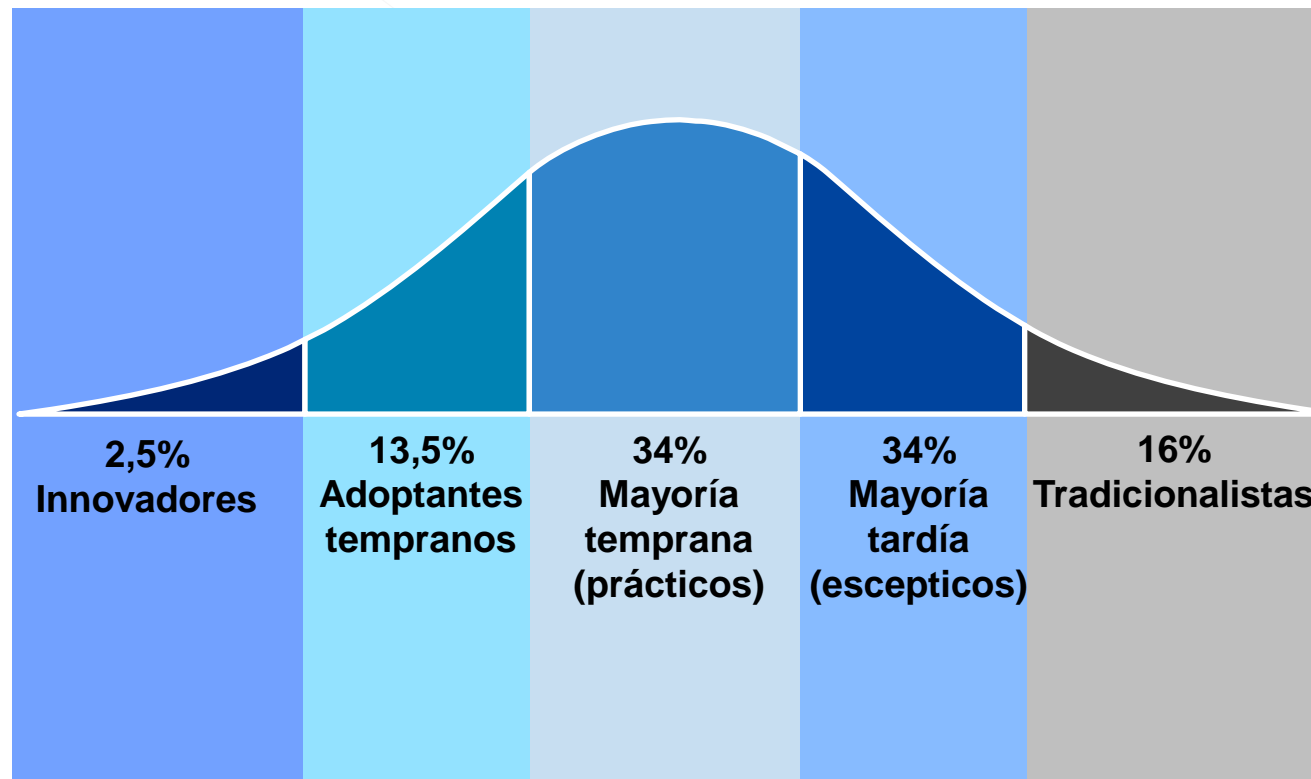 2,5%
Innovadores
13,5%
Adoptantes
tempranos
34%
Mayoría
temprana
(prácticos)
34%
Mayoría
tardía
(escepticos)
16%
Tradicionalistas